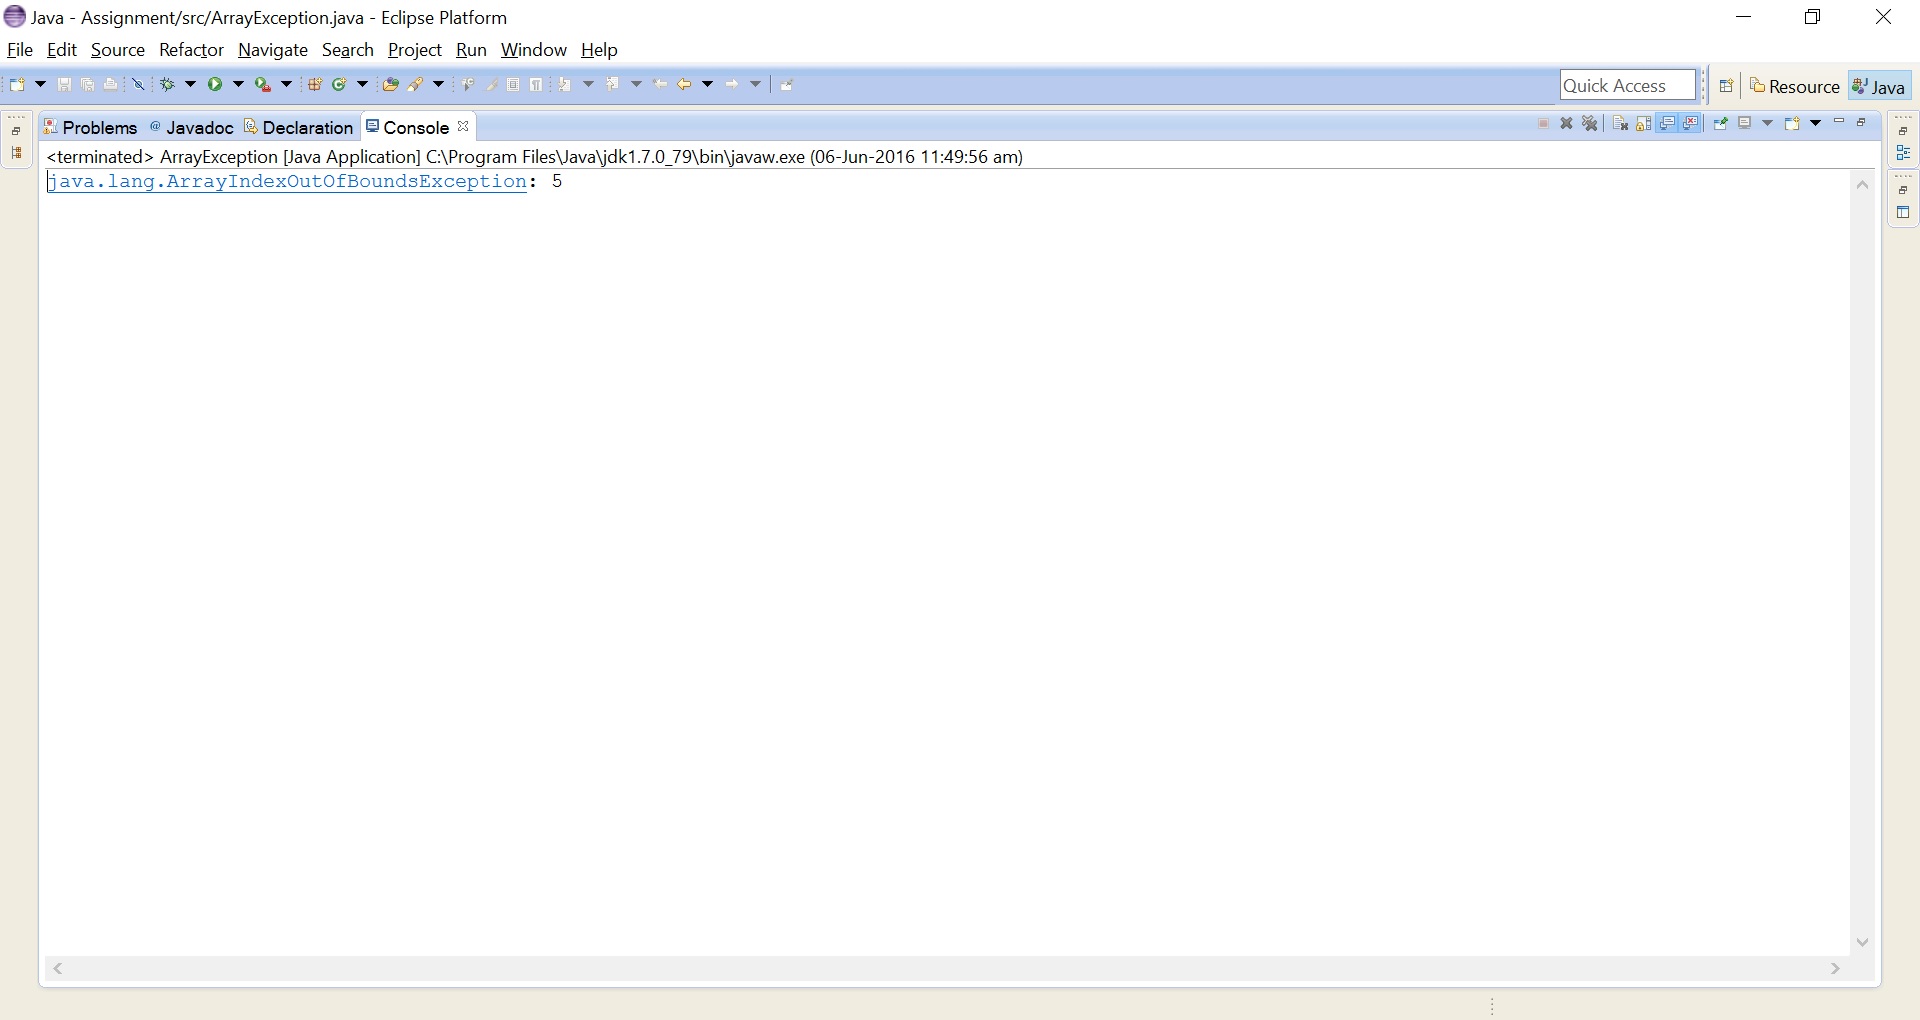 Java - Assignment/src/ArrayException.java - Eclipse Platform
File Edit Source Refactor Navigate Search Project Run Window Help
Quick Access Resource Java
Problems @ Javadoc Declaration Console
<terminated> ArrayException [Java Application] C:\Program Files\Java\jdk1.7.0_79\bin\javaw.exe (06-Jun-2016 11:49:56 am)
java.lang.ArrayIndexOutOfBoundsException: 5